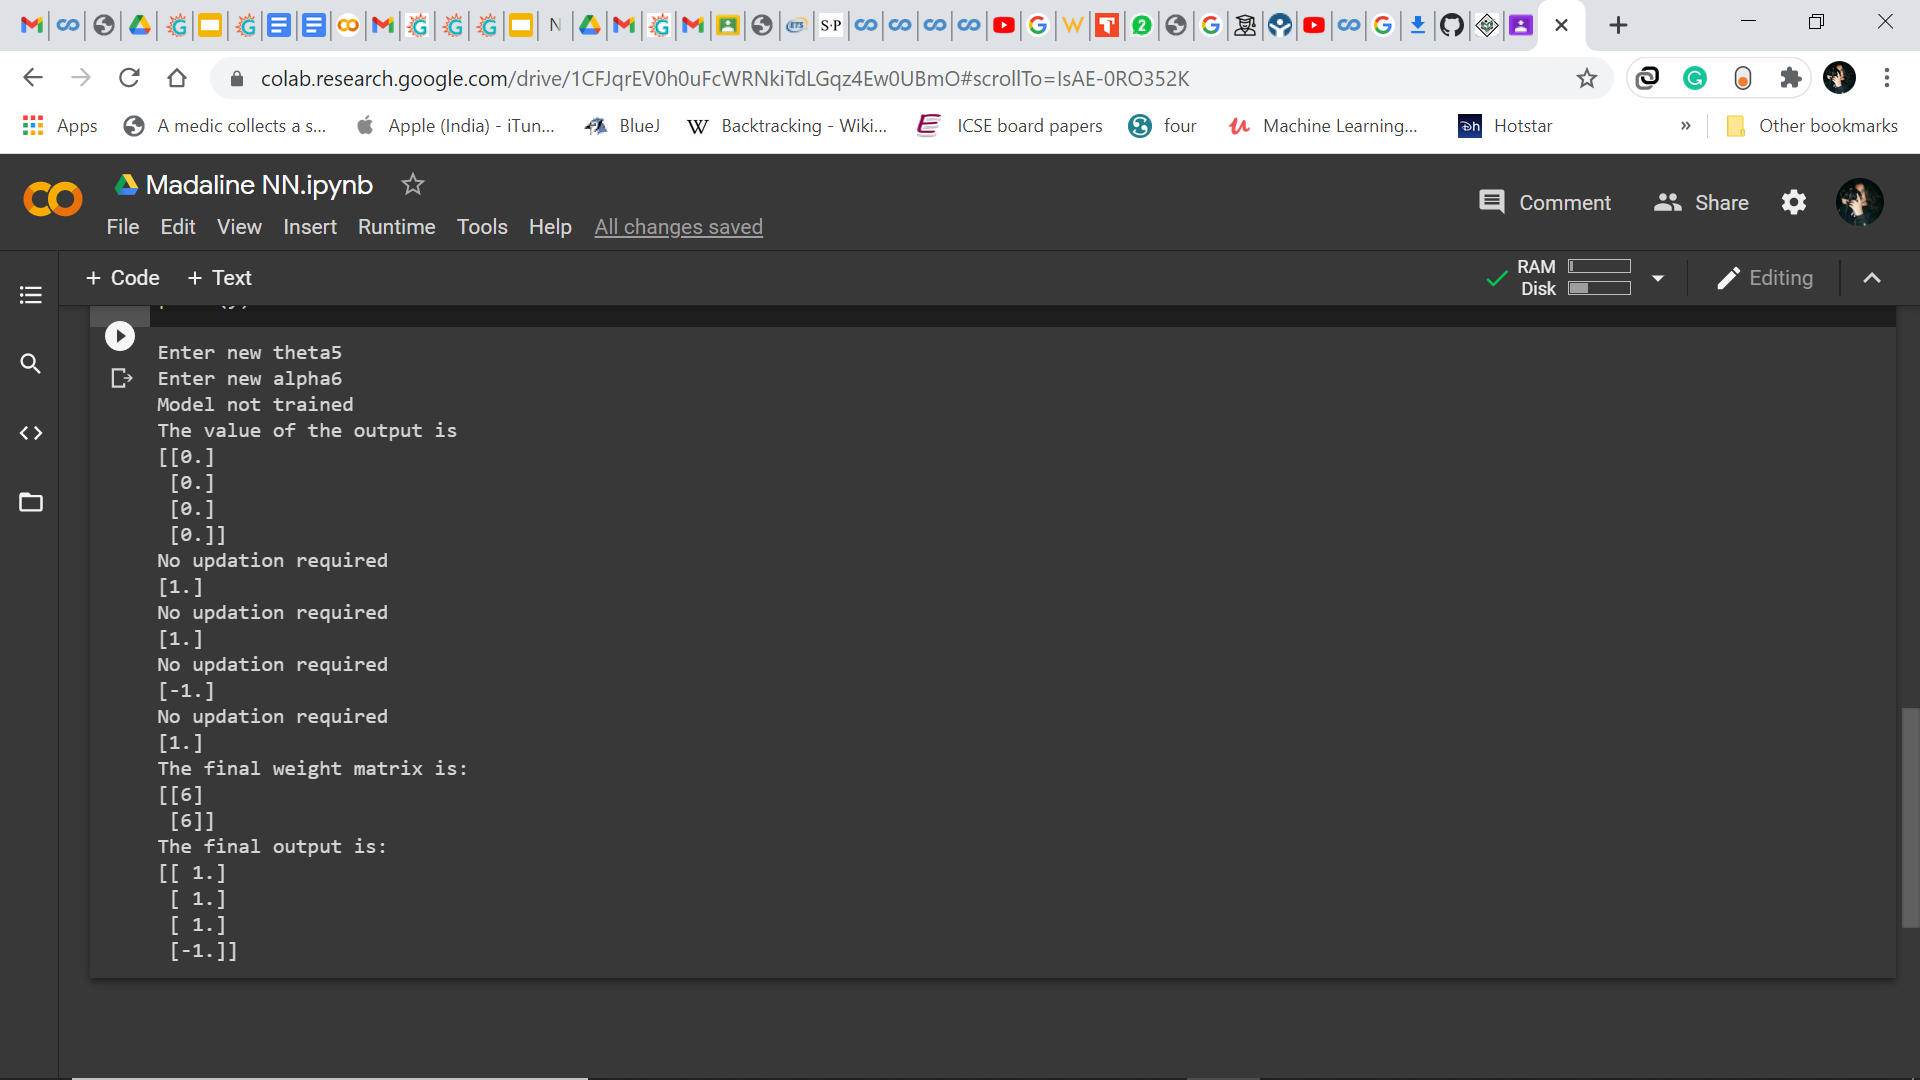 colab.research.google.com/drive/1CFJqrEV0h0uFcWRNkiTdLGqz4Ew0UBmO#scrollTo=IsAE-0RO352K
Apps A medic collects a s... Apple (India) - iTun... BlueJ Backtracking - Wiki... ICSE board papers four Machine Learning... Hotstar » Other bookmarks
Madaline NN.ipynb
Comment Share
File Edit View Insert Runtime Tools Help All changes saved
+ Code + Text
RAM
Disk
Editing
Enter new theta5
Enter new alpha6
Model not trained
The value of the output is
[[0.]
[0.]
[0.]
[0.]]
No updation required
[1.]
No updation required
[1.]
No updation required
[-1.]
No updation required
[1.]
The final weight matrix is:
[[6]
[6]]
The final output is:
[[ 1.]
[ 1.]
[ 1.]
[-1.]]